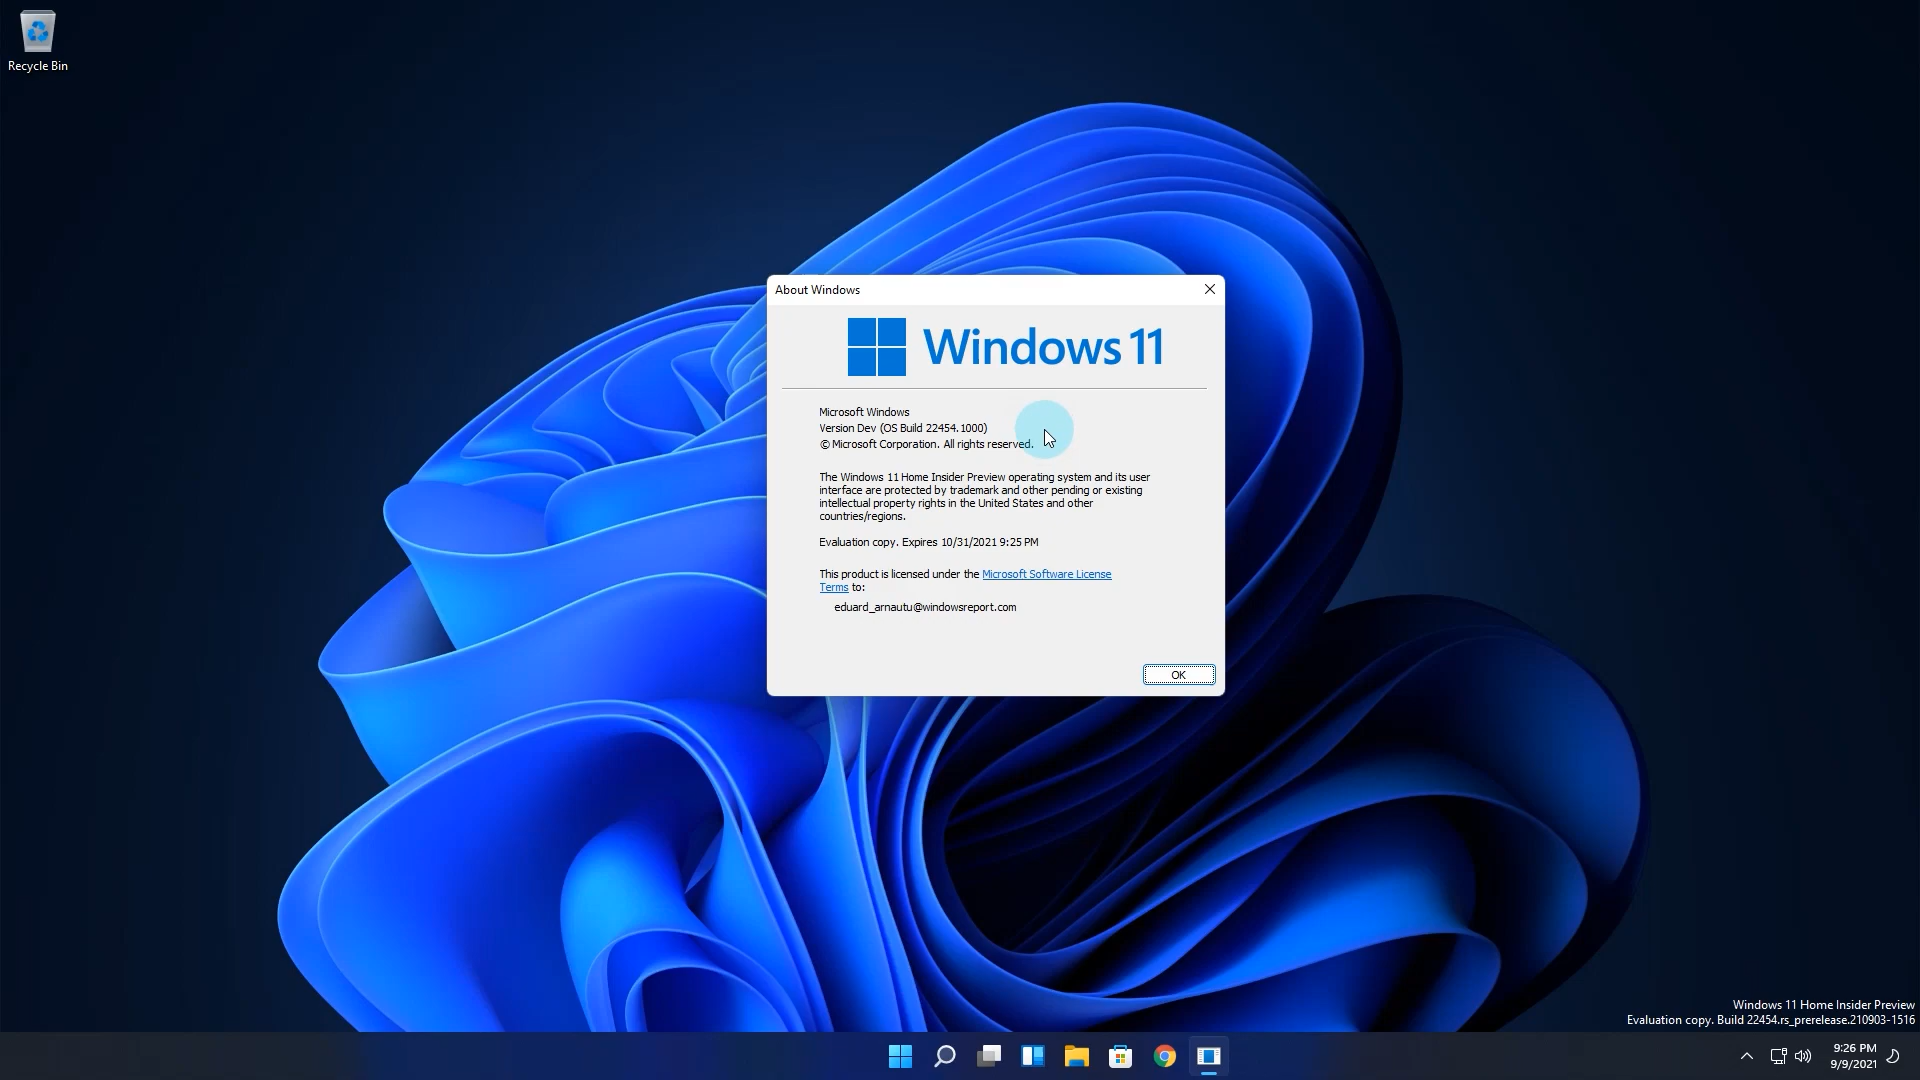 Recycle Bin
About Windows
Windows 11
Microsoft Windows
Version Dev (OS Build 22454.1000)
© Microsoft Corporation. All rights reserved.
The Windows 11 Home Insider Preview operating system and its user
interface are protected by trademark and other pending or existing
intellectual property rights in the United States and other
countries/regions.
Evaluation copy. Expires 10/31/2021 9:25 PM
This product is licensed under the Microsoft Software License
Terms to:
eduard_arnautu@windowsreport.com
OK
Windows 11 Home Insider Preview
Evaluation copy. Build 22454.rs_prerelease.210903-1516
9:26 PM
9/9/2021